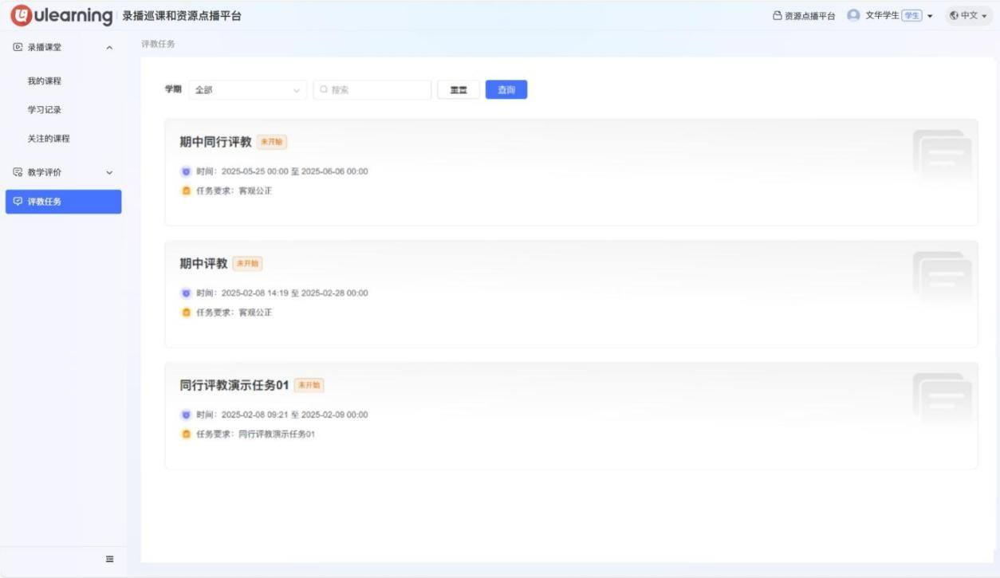 ulearning 录播巡课和资源点播平台 资源点播平台 文华学生 学生 中文
录播课堂
我的课程
学习记录
关注的课程
教学评价
评教任务
评教任务
学期 全部 搜索 重置 查询
期中同行评教 未开始
时间：2025-05-25 00:00 至 2025-06-06 00:00
任务要求：客观公正
期中评教 未开始
时间：2025-02-08 14:19 至 2025-02-28 00:00
任务要求：客观公正
同行评教演示任务01 未开始
时间：2025-02-08 09:21 至 2025-02-09 00:00
任务要求：同行评教演示任务01